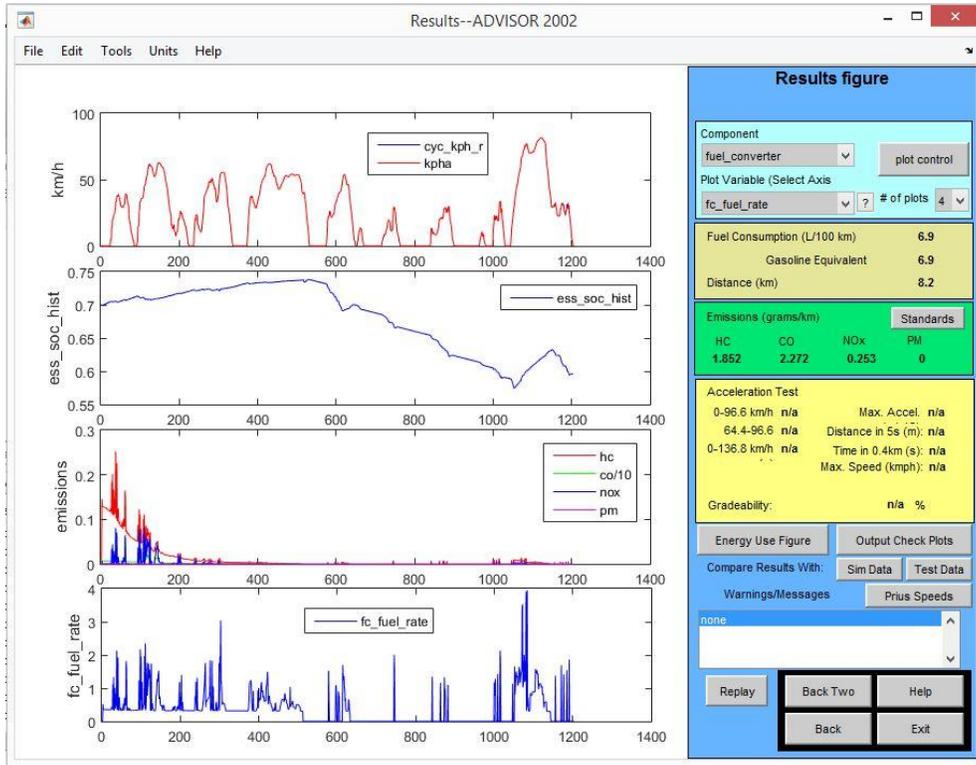 Results--ADVISOR 2002
File Edit Tools Units Help
Results figure
100
50
0
km/h
cyc_kph_r
kpha
0 200 400 600 800 1000 1200 1400
0.75
0.7
0.65
0.6
0.55
ess_soc_hist
ess_soc_hist
0 200 400 600 800 1000 1200 1400
0.3
0.2
0.1
0
emissions
hc
co/10
nox
pm
0 200 400 600 800 1000 1200 1400
4
3
2
1
0
fc_fuel_rate
fc_fuel_rate
0 200 400 600 800 1000 1200 1400
Component
fuel_converter
plot control
Plot Variable (Select Axis
fc_fuel_rate ? # of plots 4
Fuel Consumption (L/100 km) 6.9
Gasoline Equivalent 6.9
Distance (km) 8.2
Emissions (grams/km) Standards
HC CO NOx PM
1.852 2.272 0.253 0
Acceleration Test
0-96.6 km/h n/a Max. Accel. n/a
64.4-96.6 n/a Distance in 5s (m): n/a
0-136.8 km/h n/a Time in 0.4km (s): n/a
Max. Speed (kmph): n/a
Gradeability: n/a %
Energy Use Figure Output Check Plots
Compare Results With: Sim Data Test Data
Warnings/Messages Prius Speeds
none
Replay Back Two Help
Back Exit